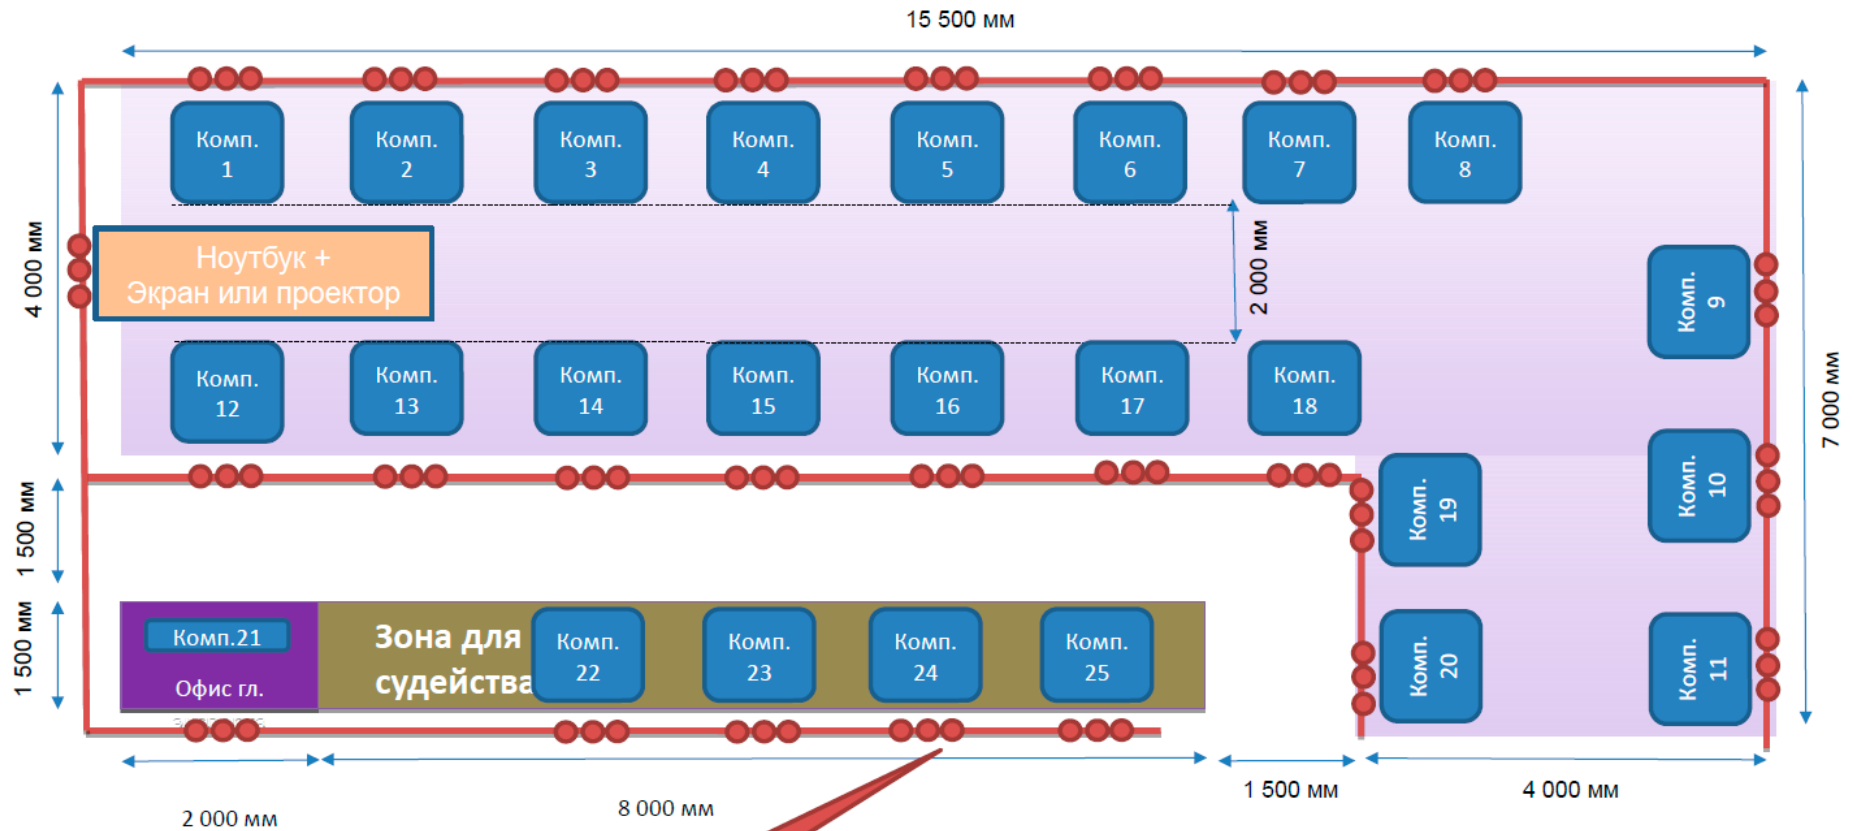 15 500 мм
Комп.
1
Комп.
2
Комп.
3
Комп.
4
Комп.
5
Комп.
6
Комп.
7
Комп.
8
4 000 мм
Ноутбук +
Экран или проектор
2 000 мм
Комп.
9
7 000 мм
Комп.
12
Комп.
13
Комп.
14
Комп.
15
Комп.
16
Комп.
17
Комп.
18
Комп.
10
Комп.
19
1 500 мм
1 500 мм
Комп.21
Офис гл.
Зона для
судейства
Комп.
22
Комп.
23
Комп.
24
Комп.
25
Комп.
20
Комп.
11
2 000 мм
8 000 мм
1 500 мм
4 000 мм